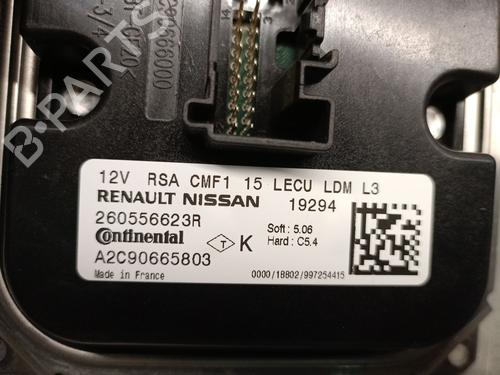 B-PARTS
12V RSA CMF1 15 LECU LDM L3
RENAULT NISSAN 19294
260556623R
Soft : 5.06
Continental T K Hard : C5.4
A2C90665803
Made in France 0000/1BB02/997254415